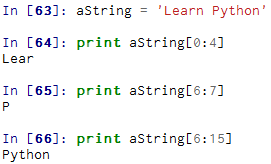 In [63]: aString = 'Learn Python'
In [64]: print aString[0:4]
Lear
In [65]: print aString[6:7]
P
In [66]: print aString[6:15]
Python